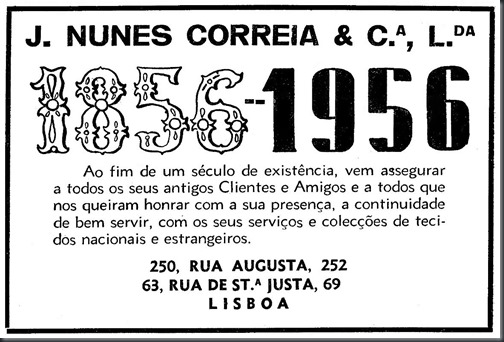 J. NUNES CORREIA & C.ᴬ, L.ᴰᴬ
1856--1956
Ao fim de um século de existência, vem assegurar
a todos os seus antigos Clientes e Amigos e a todos que
nos queiram honrar com a sua presença, a continuidade
de bem servir, com os seus serviços e colecções de teci-
dos nacionais e estrangeiros.
250, RUA AUGUSTA, 252
63, RUA DE ST.ᴬ JUSTA, 69
LISBOA